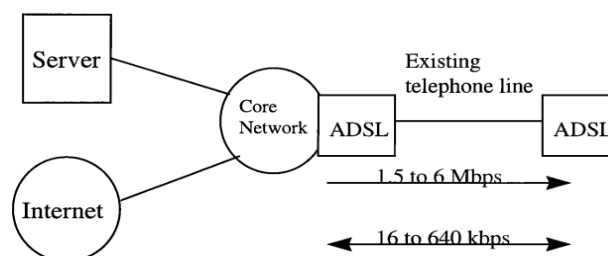 Server
Existing
telephone line
Core
Network
ADSL
ADSL
Internet
1.5 to 6 Mbps
16 to 640 kbps